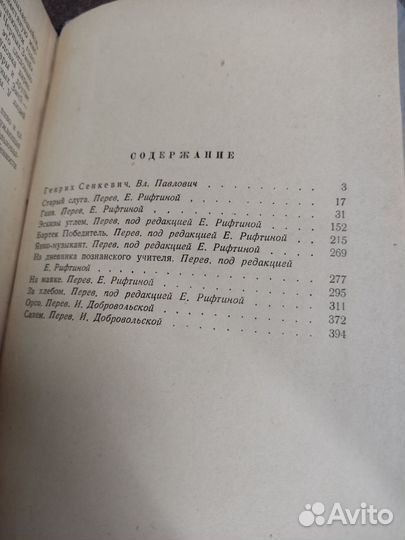 СОДЕРЖАНИЕ
Генрих Сенкевич, Вл. Павлович . . . . . . . . . 3
Старый слуга. Перев. Е. Рифтиной . . . . . . . . . 17
Ганя. Перев. Е. Рифтиной . . . . . . . . . 31
Эскизы углем. Перев. под редакцией Е. Рифтиной . . . . 152
Бартек Победитель. Перев. под редакцией Е. Рифтиной . . 215
Янко-музыкант. Перев. под редакцией Е. Рифтиной . . . 269
Из дневника познанского учителя. Перев. под редакцией
Е. Рифтиной . . . . . . . . . 277
На маяке. Перев. Е. Рифтиной . . . . . . . . . 295
За хлебом. Перев. под редакцией Е. Рифтиной . . . . 311
Орсо. Перев. И. Добровольской . . . . . . . . . 372
Сахем. Перев. И. Добровольской . . . . . . . . . 394
Avito